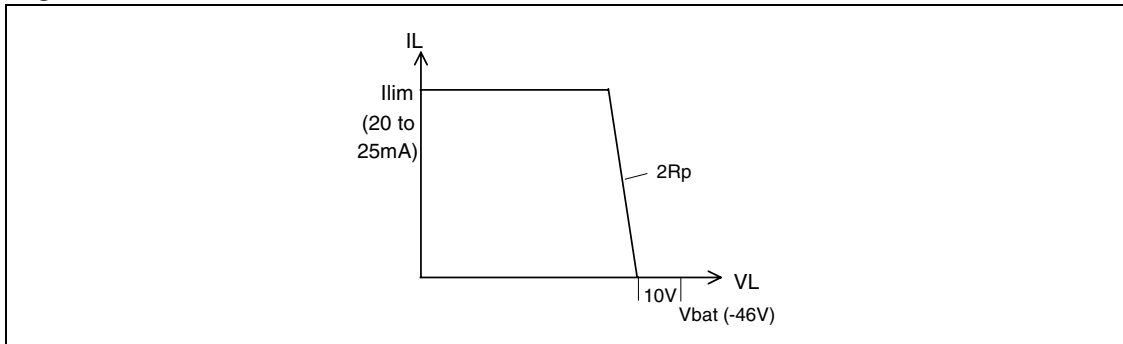 IL
Ilim
(20 to
25mA)
2Rp
VL
10V
Vbat (-46V)